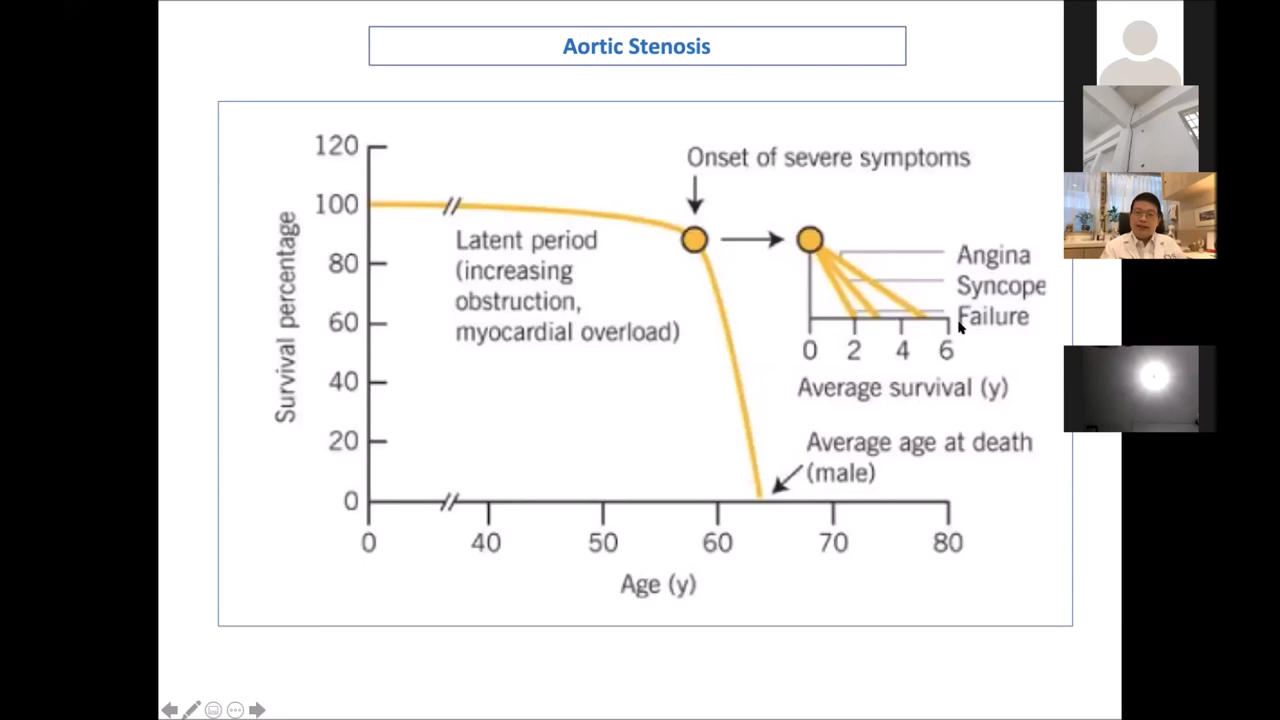 Aortic Stenosis
120
100
80
60
40
20
0
Survival percentage
Onset of severe symptoms
Latent period
(increasing
obstruction,
myocardial overload)
Angina
Syncope
Failure
0 2 4 6
Average survival (y)
Average age at death
(male)
0 40 50 60 70 80
Age (y)